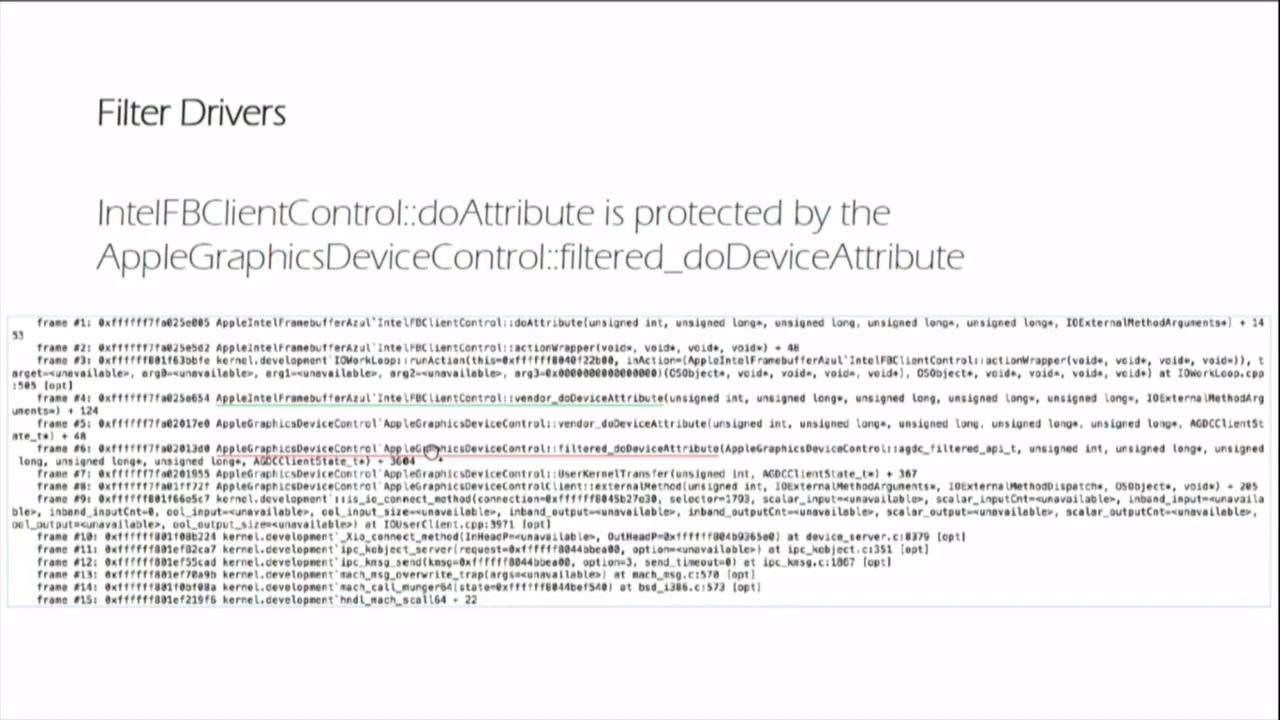 Filter Drivers
IntelFBClientControl::doAttribute is protected by the
AppleGraphicsDeviceControl::filtered_doDeviceAttribute
frame #1: 0xffffff7fa025e005 AppleIntelFramebufferAzul`IntelFBClientControl::doAttribute(unsigned int, unsigned long*, unsigned long, unsigned long*, unsigned long*, IOExternalMethodArguments*) + 14
53
frame #2: 0xffffff7fa025e5d2 AppleIntelFramebufferAzul`IntelFBClientControl::actionWrapper(void*, void*, void*, void*) + 48
frame #3: 0xffffff801f63bbfe kernel.development`IOWorkLoop::runAction(this=0xffffff8040f22b00, inAction=(AppleIntelFramebufferAzul`IntelFBClientControl::actionWrapper(void*, void*, void*, void*)), t
arget=<unavailable>, arg0=<unavailable>, arg1=<unavailable>, arg2=<unavailable>, arg3=0x0000000000000000)(OSObject*, void*, void*, void*, void*), OSObject*, void*, void*, void*, void*) at IOWorkLoop.cpp
:505 [opt]
frame #4: 0xffffff7fa025e654 AppleIntelFramebufferAzul`IntelFBClientControl::vendor_doDeviceAttribute(unsigned int, unsigned long*, unsigned long, unsigned long*, unsigned long*, IOExternalMethodArg
uments*) + 124
frame #5: 0xffffff7fa02017e0 AppleGraphicsDeviceControl`AppleGraphicsDeviceControl::vendor_doDeviceAttribute(unsigned int, unsigned long*, unsigned long, unsigned long*, unsigned long*, AGDCClientSt
ate_t*) + 48
frame #6: 0xffffff7fa02013d0 AppleGraphicsDeviceControl`AppleGraphicsDeviceControl::filtered_doDeviceAttribute(AppleGraphicsDeviceControl::agdc_filtered_api_t, unsigned int, unsigned long*, unsigned
long, unsigned long*, unsigned long*, AGDCClientState_t*) + 3604
frame #7: 0xffffff7fa0201955 AppleGraphicsDeviceControl`AppleGraphicsDeviceControl::UserKernelTransfer(unsigned int, AGDCClientState_t*) + 367
frame #8: 0xffffff7fa01ff72f AppleGraphicsDeviceControl`AppleGraphicsDeviceControlClient::externalMethod(unsigned int, IOExternalMethodArguments*, IOExternalMethodDispatch*, OSObject*, void*) + 205
frame #9: 0xffffff801f66e5c7 kernel.development`::is_io_connect_method(connection=0xffffff8045b27e30, selector=1793, scalar_input=<unavailable>, scalar_inputCnt=<unavailable>, inband_input=<unavaila
ble>, inband_inputCnt=0, ool_input=<unavailable>, ool_input_size=<unavailable>, inband_output=<unavailable>, inband_outputCnt=<unavailable>, scalar_output=<unavailable>, scalar_outputCnt=<unavailable>,
ool_output=<unavailable>, ool_output_size=<unavailable>) at IOUserClient.cpp:3971 [opt]
frame #10: 0xffffff801f08b224 kernel.development`_Xio_connect_method(InHeadP=<unavailable>, OutHeadP=0xffffff804b9365e0) at device_server.c:8379 [opt]
frame #11: 0xffffff801ef82ca7 kernel.development`ipc_kobject_server(request=0xffffff8044bbea00, option=<unavailable>) at ipc_kobject.c:351 [opt]
frame #12: 0xffffff801ef55cad kernel.development`ipc_kmsg_send(kmsg=0xffffff8044bbea00, option=3, send_timeout=0) at ipc_kmsg.c:1867 [opt]
frame #13: 0xffffff801ef70a9b kernel.development`mach_msg_overwrite_trap(args=<unavailable>) at mach_msg.c:570 [opt]
frame #14: 0xffffff801f0bf08a kernel.development`mach_call_munger64(state=0xffffff8044bef540) at bsd_i386.c:573 [opt]
frame #15: 0xffffff801ef219f6 kernel.development`hndl_mach_scall64 + 22